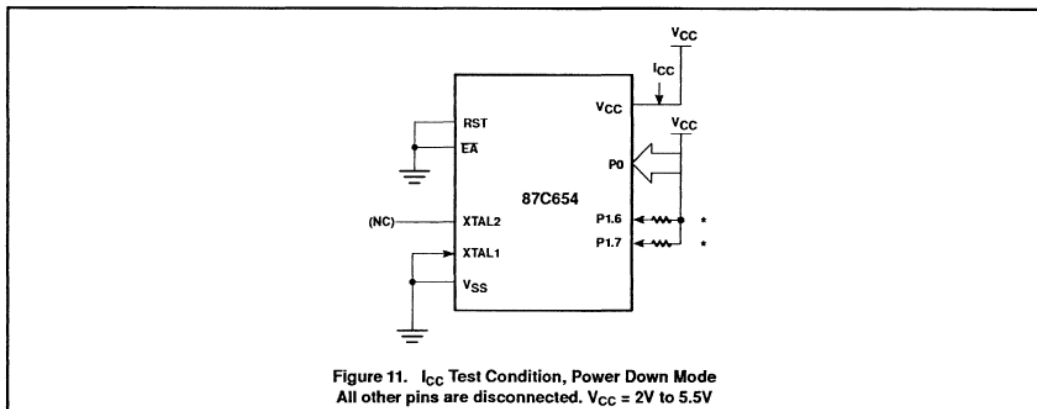 VCC
ICC
VCC
VCC
RST
EA
P0
87C654
(NC)
XTAL2
P1.6
*
XTAL1
P1.7
*
VSS
Figure 11. ICC Test Condition, Power Down Mode
All other pins are disconnected. VCC = 2V to 5.5V